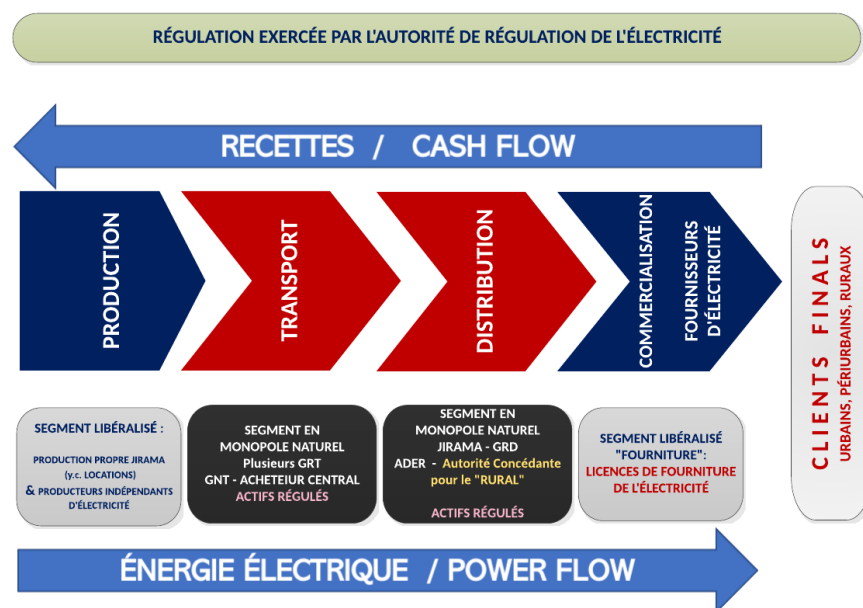 RÉGULATION EXERCÉE PAR L'AUTORITÉ DE RÉGULATION DE L'ÉLECTRICITÉ
RECETTES / CASH FLOW
PRODUCTION
TRANSPORT
DISTRIBUTION
COMMERCIALISATION
FOURNISSEURS
D'ÉLECTRICITÉ
CLIENTS FINALS
URBAINS, PÉRIURBAINS, RURAUX
SEGMENT LIBÉRALISÉ :
PRODUCTION PROPRE JIRAMA
(y.c. LOCATIONS)
& PRODUCTEURS INDÉPENDANTS
D'ÉLECTRICITÉ
SEGMENT EN
MONOPOLE NATUREL
Plusieurs GRT
GNT - ACHETEIUR CENTRAL
ACTIFS RÉGULÉS
SEGMENT EN
MONOPOLE NATUREL
JIRAMA - GRD
ADER - Autorité Concédante
pour le "RURAL"
ACTIFS RÉGULÉS
SEGMENT LIBÉRALISÉ
"FOURNITURE":
LICENCES DE FOURNITURE
DE L'ÉLECTRICITÉ
ÉNERGIE ÉLECTRIQUE / POWER FLOW